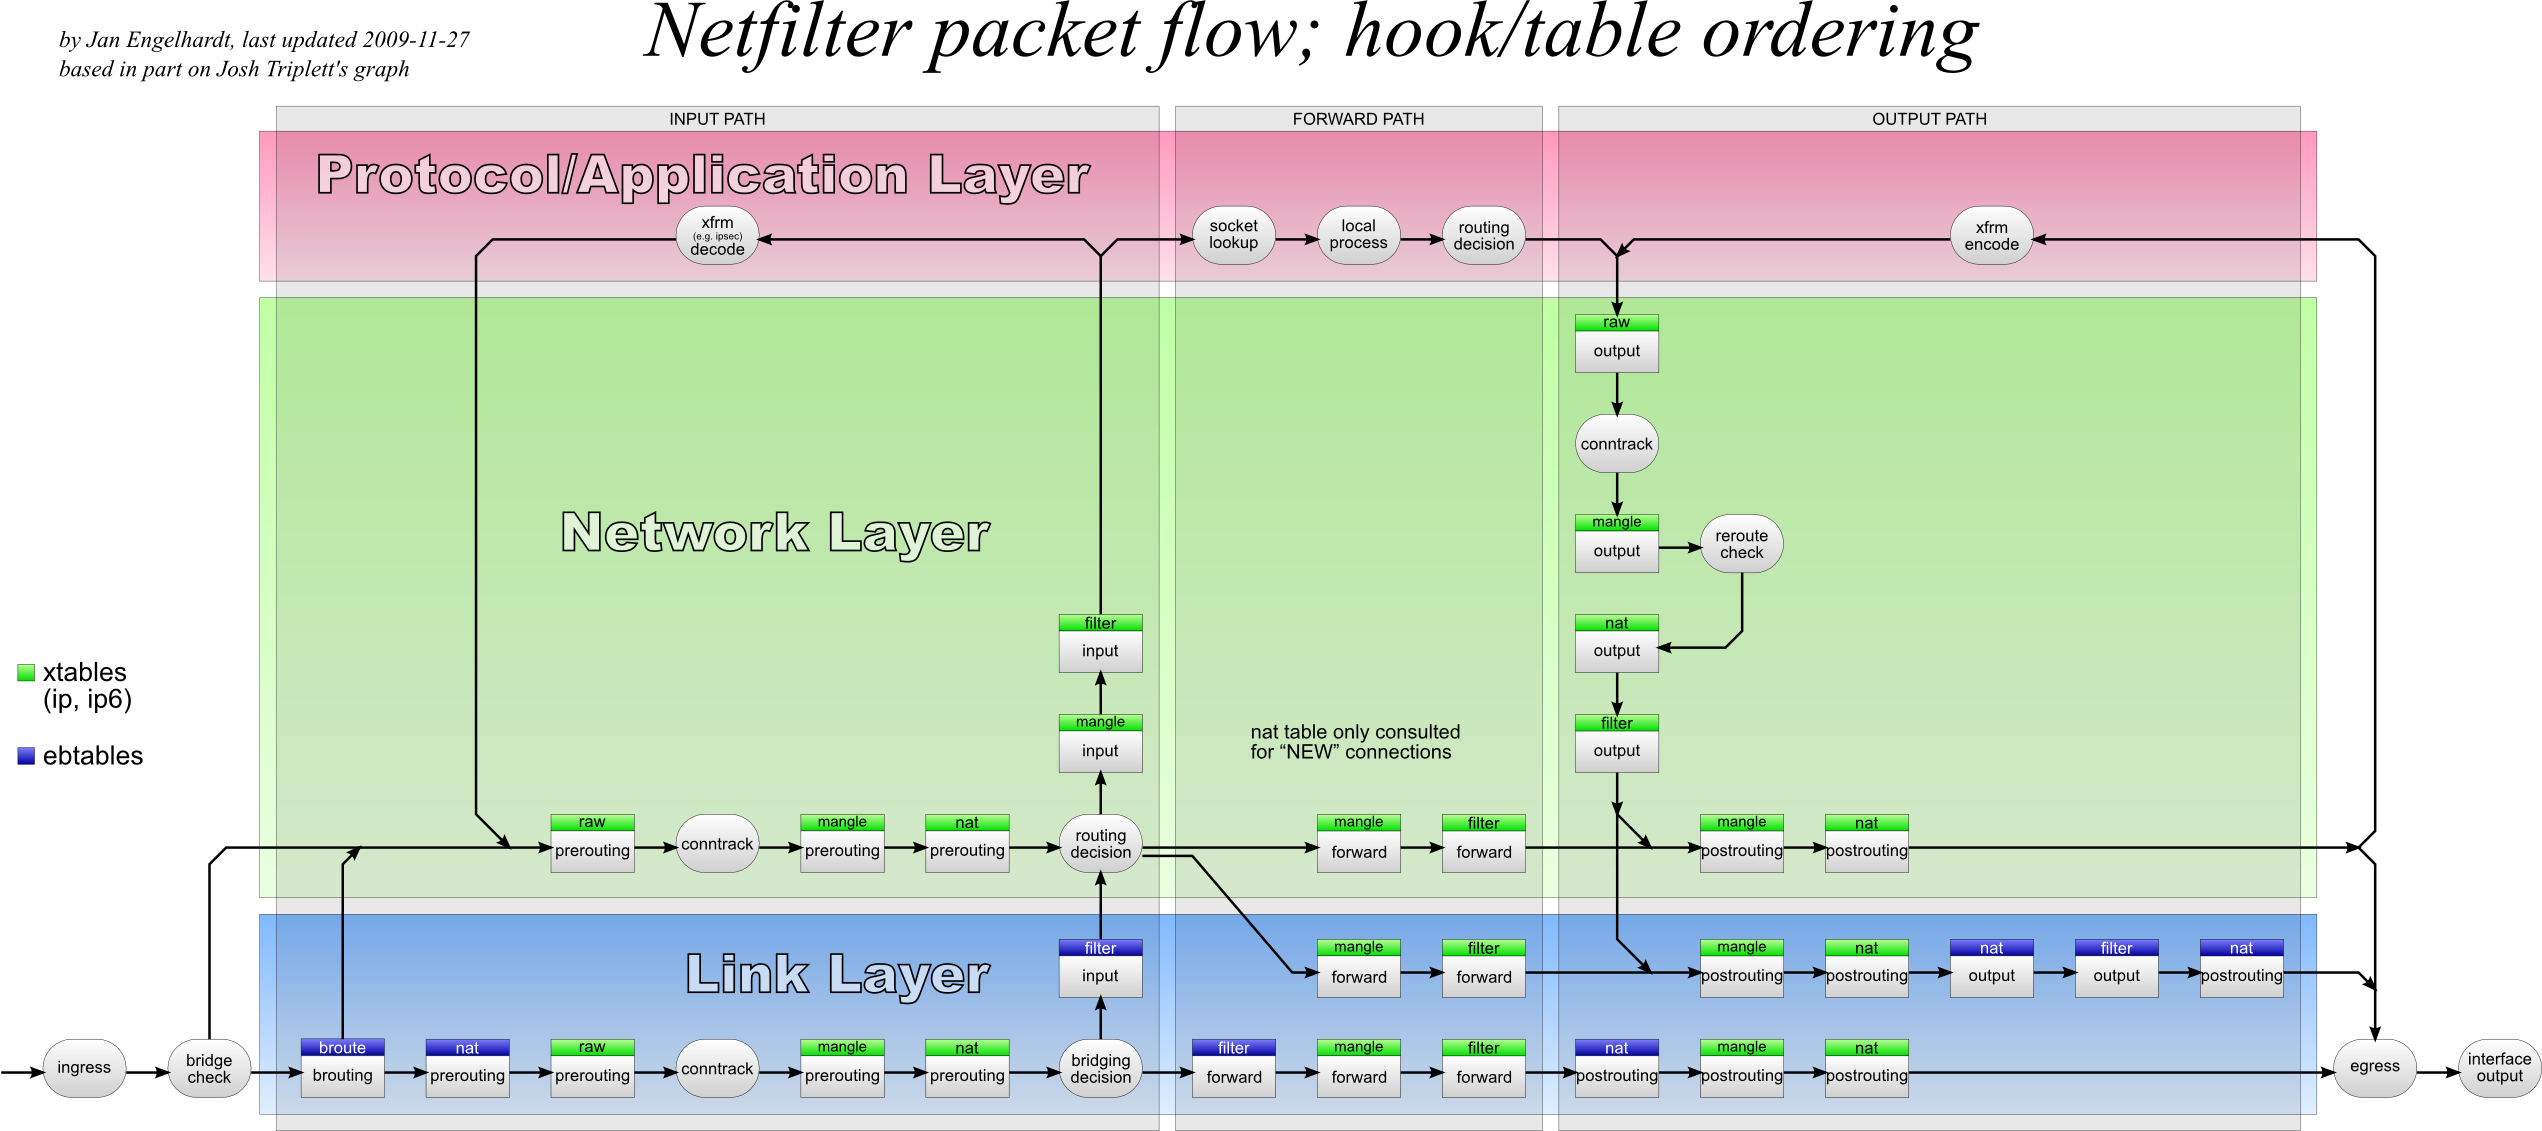 Netfilter packet flow; hook/table ordering
by Jan Engelhardt, last updated 2009-11-27
based in part on Josh Triplett's graph
INPUT PATH
FORWARD PATH
OUTPUT PATH
Protocol/Application Layer
xfrm
(e.g. ipsec)
decode
socket
lookup
local
process
routing
decision
xfrm
encode
Network Layer
raw
output
conntrack
mangle
output
reroute
check
nat
output
filter
output
filter
input
mangle
input
xtables
(ip, ip6)
ebtables
nat table only consulted
for “NEW” connections
raw
prerouting
conntrack
mangle
prerouting
nat
prerouting
routing
decision
mangle
forward
filter
forward
mangle
postrouting
nat
postrouting
Link Layer
filter
input
mangle
forward
filter
forward
mangle
postrouting
nat
postrouting
nat
output
filter
output
nat
postrouting
ingress
bridge
check
broute
brouting
nat
prerouting
raw
prerouting
conntrack
mangle
prerouting
nat
prerouting
bridging
decision
filter
forward
mangle
forward
filter
forward
nat
postrouting
mangle
postrouting
nat
postrouting
egress
interface
output